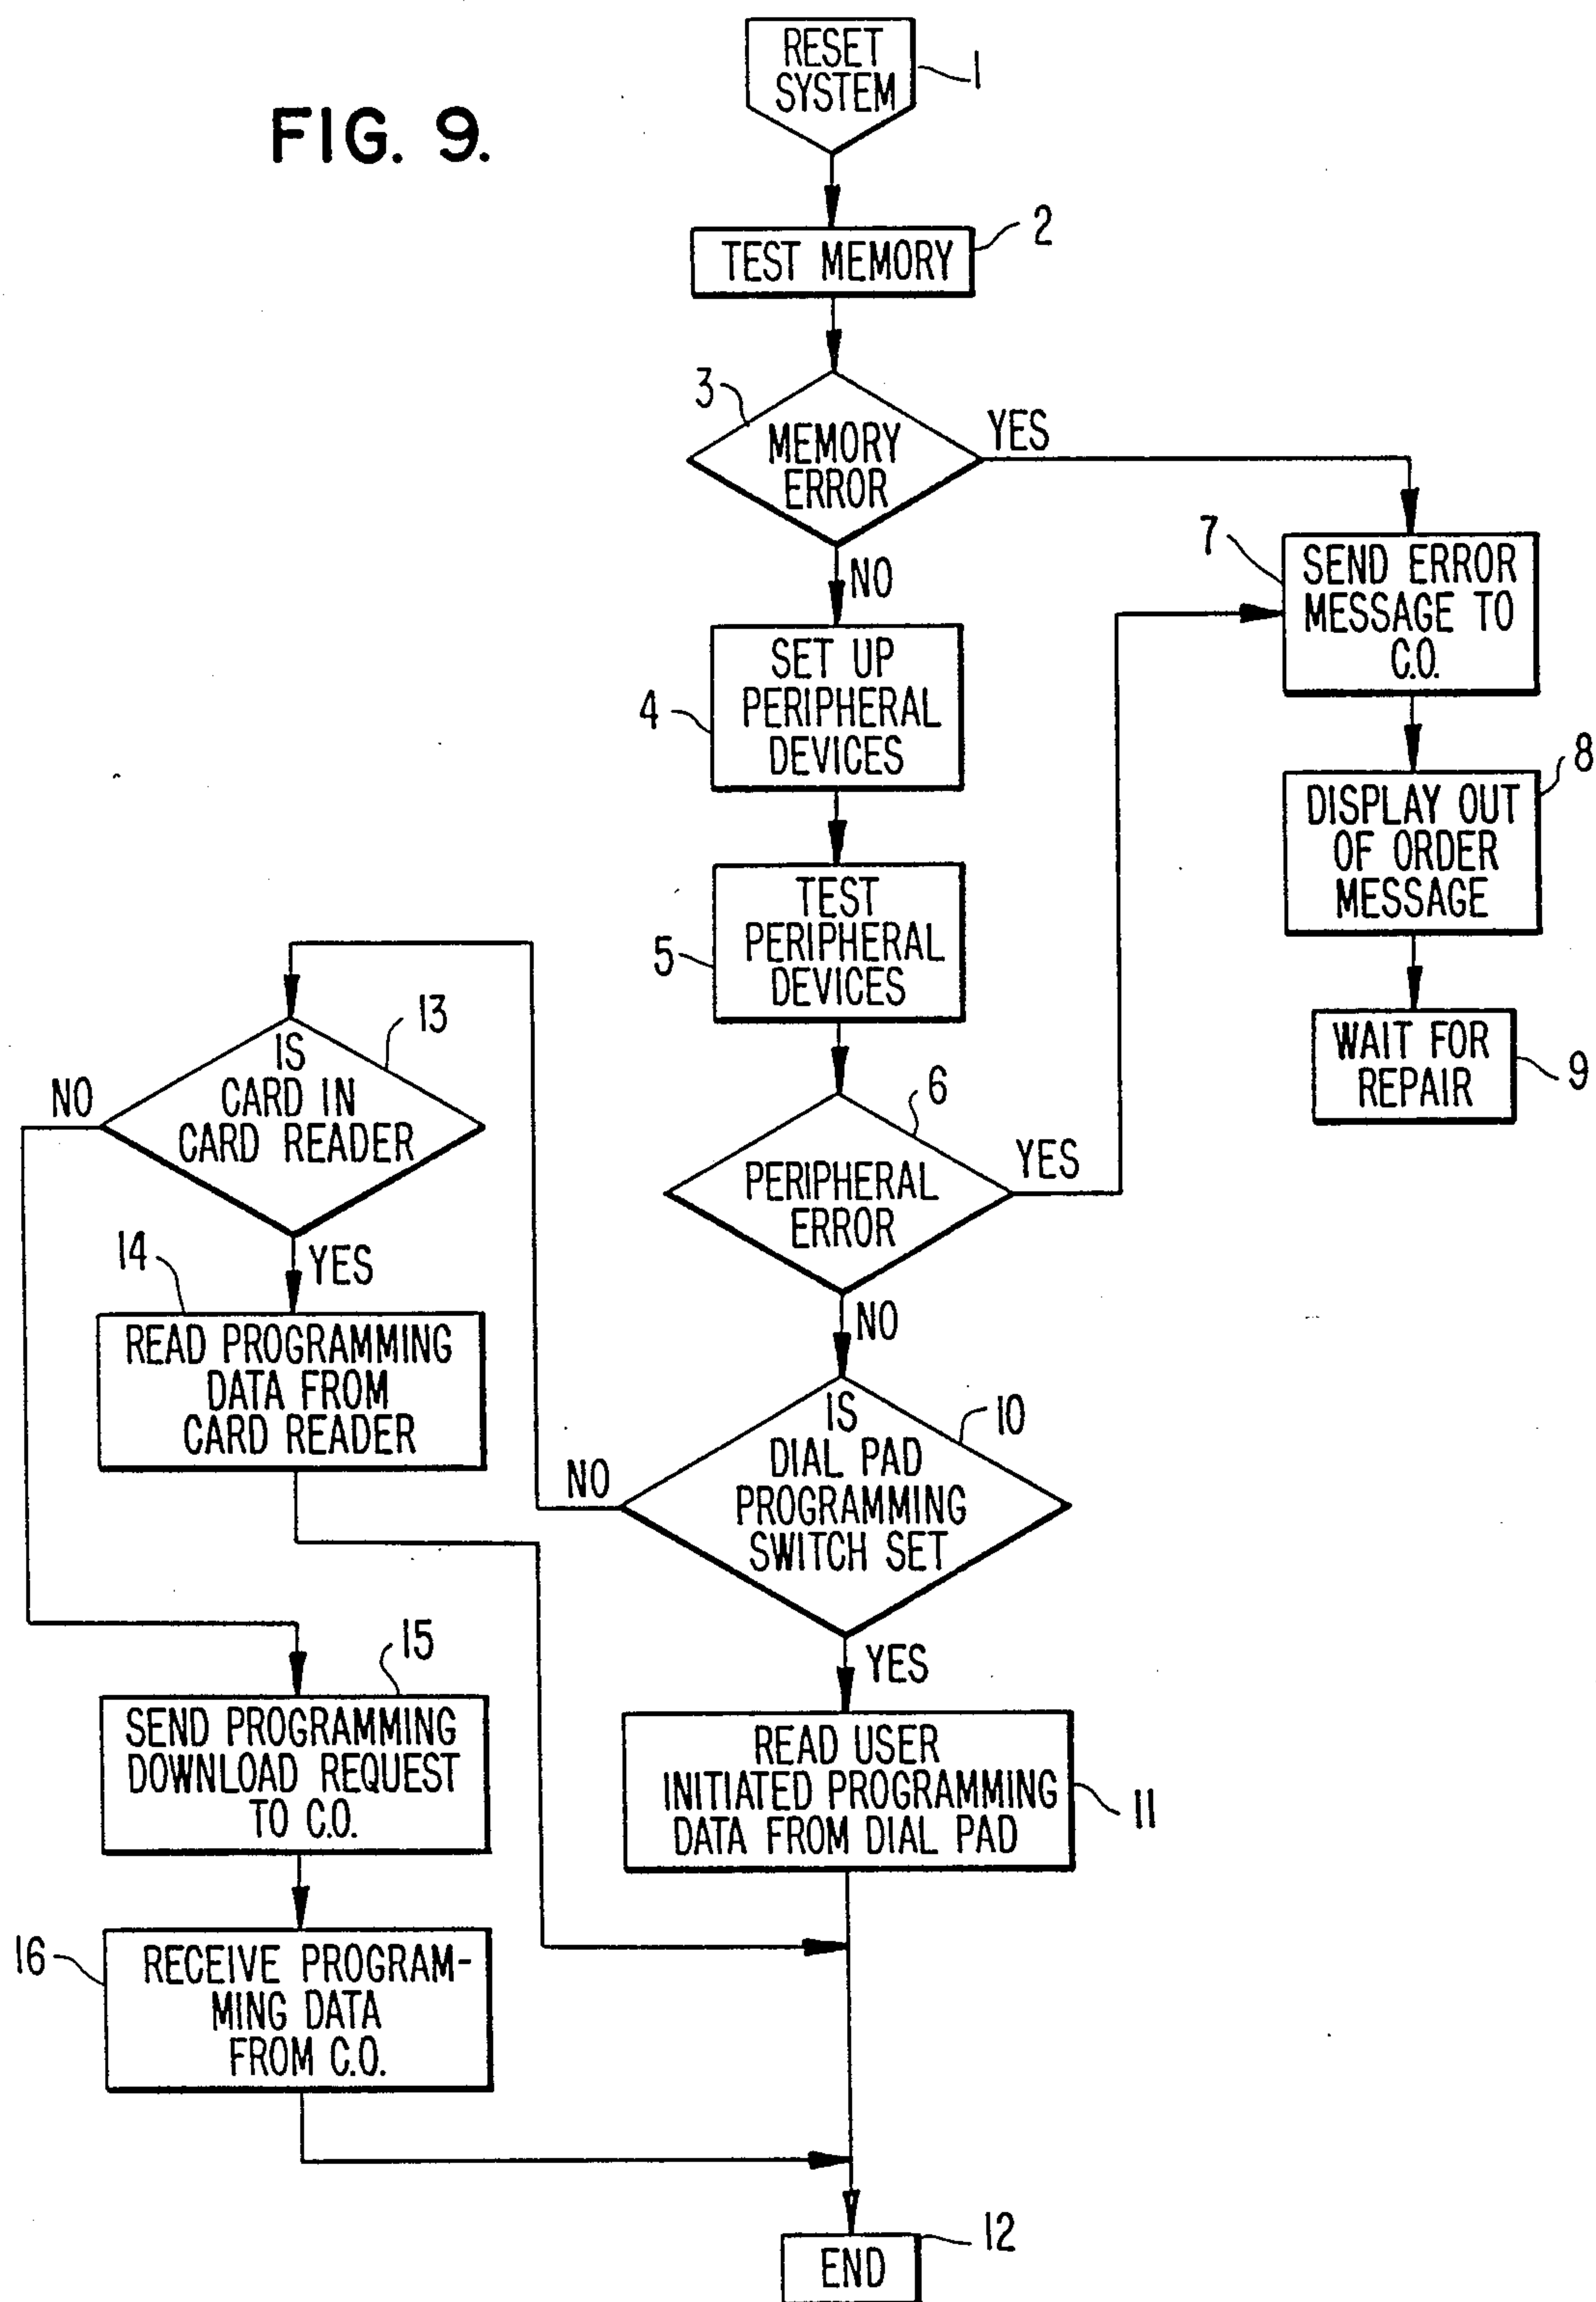 FIG. 9.
RESET
SYSTEM
1
TEST MEMORY
2
3
MEMORY
ERROR
YES
NO
7
SEND ERROR
MESSAGE TO
C.O.
4
SET UP
PERIPHERAL
DEVICES
8
DISPLAY OUT
OF ORDER
MESSAGE
5
TEST
PERIPHERAL
DEVICES
WAIT FOR
REPAIR
9
13
IS
CARD IN
CARD READER
NO
YES
6
PERIPHERAL
ERROR
YES
NO
14
READ PROGRAMMING
DATA FROM
CARD READER
10
IS
DIAL PAD
PROGRAMMING
SWITCH SET
NO
YES
15
SEND PROGRAMMING
DOWNLOAD REQUEST
TO C.O.
READ USER
INITIATED PROGRAMMING
DATA FROM DIAL PAD
11
16
RECEIVE PROGRAM-
MING DATA
FROM C.O.
12
END